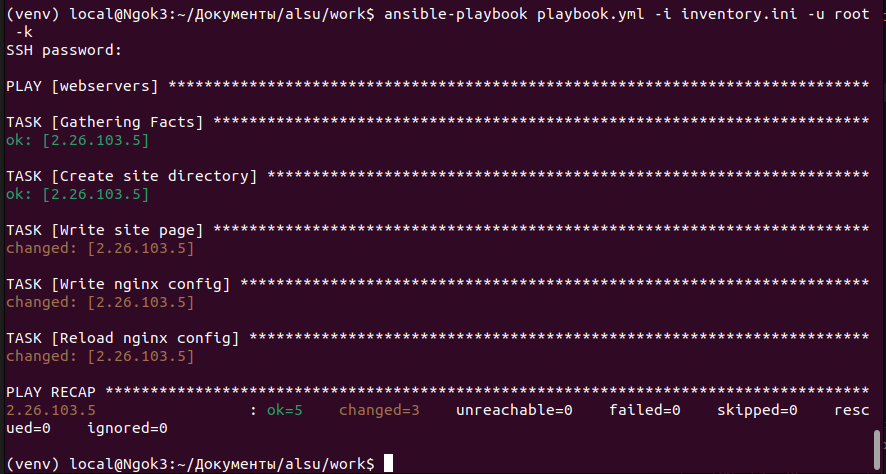 (venv) local@Ngok3:~/Документы/alsu/work$ ansible-playbook playbook.yml -i inventory.ini -u root
 -k
SSH password:
PLAY [webservers] ******************************************************************************
TASK [Gathering Facts] *************************************************************************
ok: [2.26.103.5]
TASK [Create site directory] *******************************************************************
ok: [2.26.103.5]
TASK [Write site page] *************************************************************************
changed: [2.26.103.5]
TASK [Write nginx config] **********************************************************************
changed: [2.26.103.5]
TASK [Reload nginx config] *********************************************************************
changed: [2.26.103.5]
PLAY RECAP *************************************************************************************
2.26.103.5                 : ok=5    changed=3    unreachable=0    failed=0    skipped=0    resc
ued=0    ignored=0
(venv) local@Ngok3:~/Документы/alsu/work$